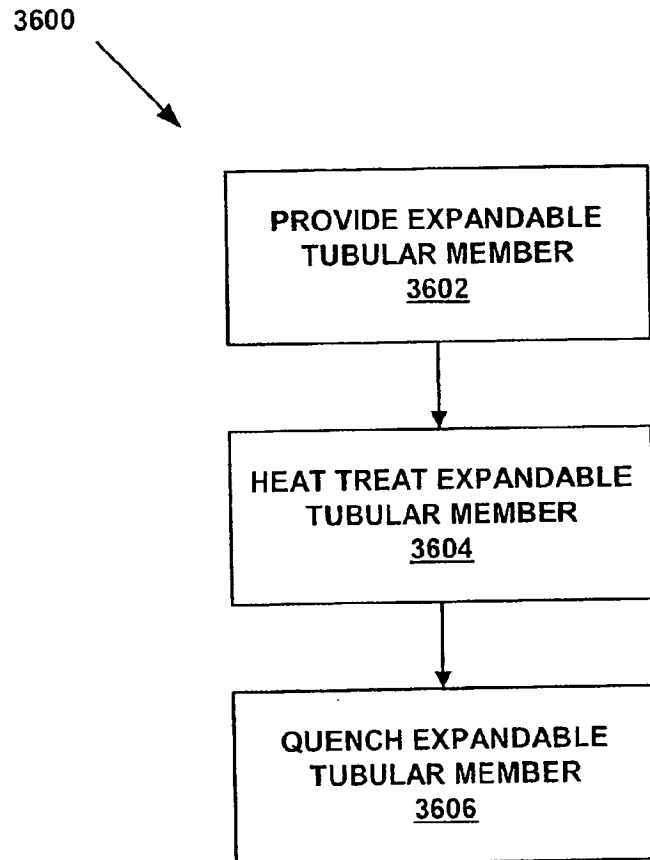 3600
PROVIDE EXPANDABLE
TUBULAR MEMBER
3602
HEAT TREAT EXPANDABLE
TUBULAR MEMBER
3604
QUENCH EXPANDABLE
TUBULAR MEMBER
3606